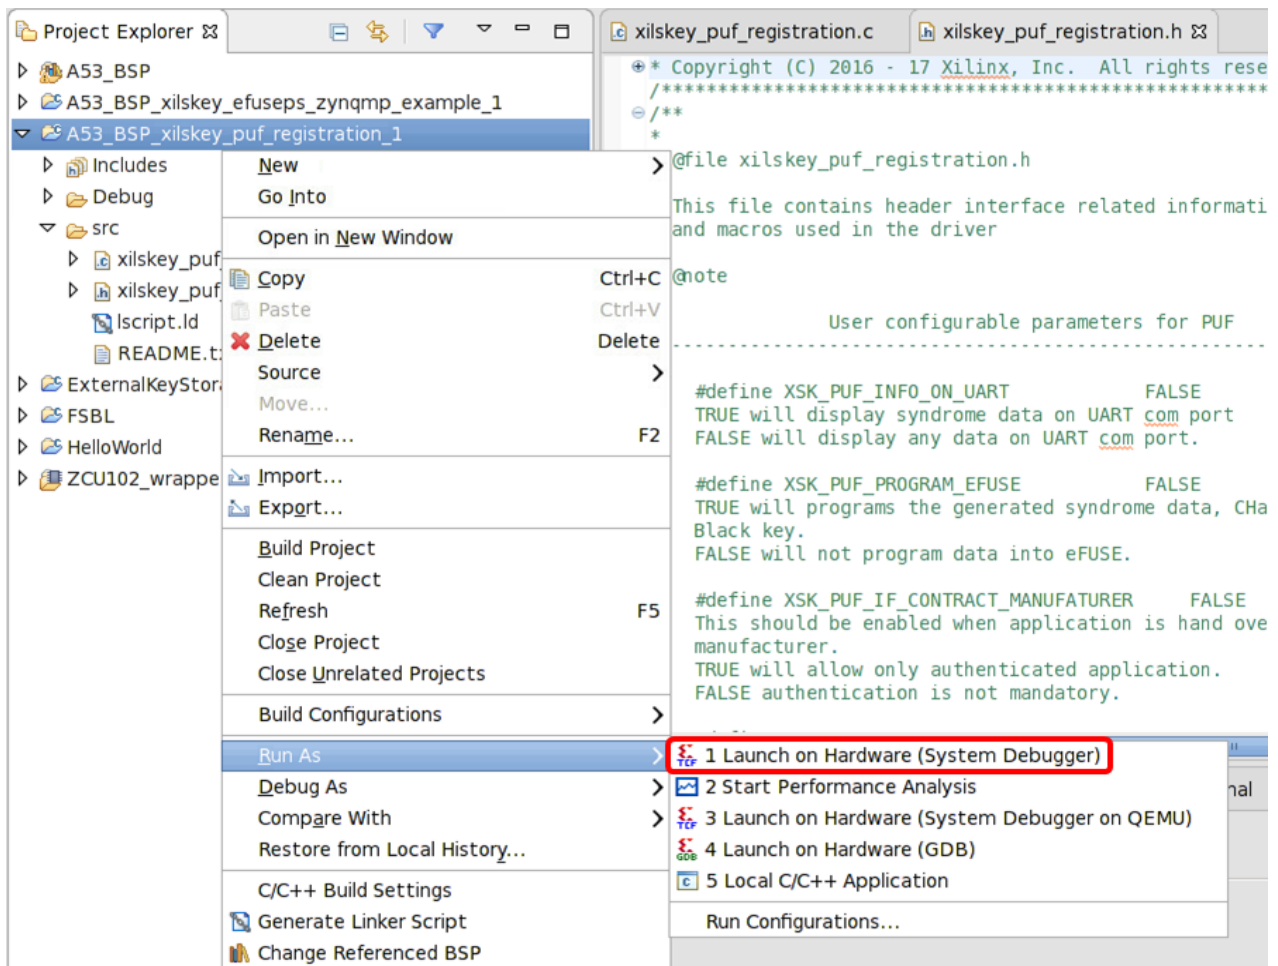 Project Explorer
A53_BSP
A53_BSP_xilskey_efuseps_zynqmp_example_1
A53_BSP_xilskey_puf_registration_1
Includes
Debug
src
xilskey_puf
xilskey_puf
lscript.ld
README.t
ExternalKeyStor
FSBL
HelloWorld
ZCU102_wrappe
New
Go Into
Open in New Window
Copy Ctrl+C
Paste Ctrl+V
Delete Delete
Source
Move...
Rename... F2
Import...
Export...
Build Project
Clean Project
Refresh F5
Close Project
Close Unrelated Projects
Build Configurations
Run As
Debug As
Compare With
Restore from Local History...
C/C++ Build Settings
Generate Linker Script
Change Referenced BSP
1 Launch on Hardware (System Debugger)
2 Start Performance Analysis
3 Launch on Hardware (System Debugger on QEMU)
4 Launch on Hardware (GDB)
5 Local C/C++ Application
Run Configurations...
xilskey_puf_registration.c
xilskey_puf_registration.h
* Copyright (C) 2016 - 17 Xilinx, Inc. All rights rese
/******************************************************
/**
*
@file xilskey_puf_registration.h
This file contains header interface related informati
and macros used in the driver
@note
User configurable parameters for PUF
-----------------------------------------------------
#define XSK_PUF_INFO_ON_UART FALSE
TRUE will display syndrome data on UART com port
FALSE will display any data on UART com port.
#define XSK_PUF_PROGRAM_EFUSE FALSE
TRUE will programs the generated syndrome data, CHa
Black key.
FALSE will not program data into eFUSE.
#define XSK_PUF_IF_CONTRACT_MANUFATURER FALSE
This should be enabled when application is hand ove
manufacturer.
TRUE will allow only authenticated application.
FALSE authentication is not mandatory.
nal